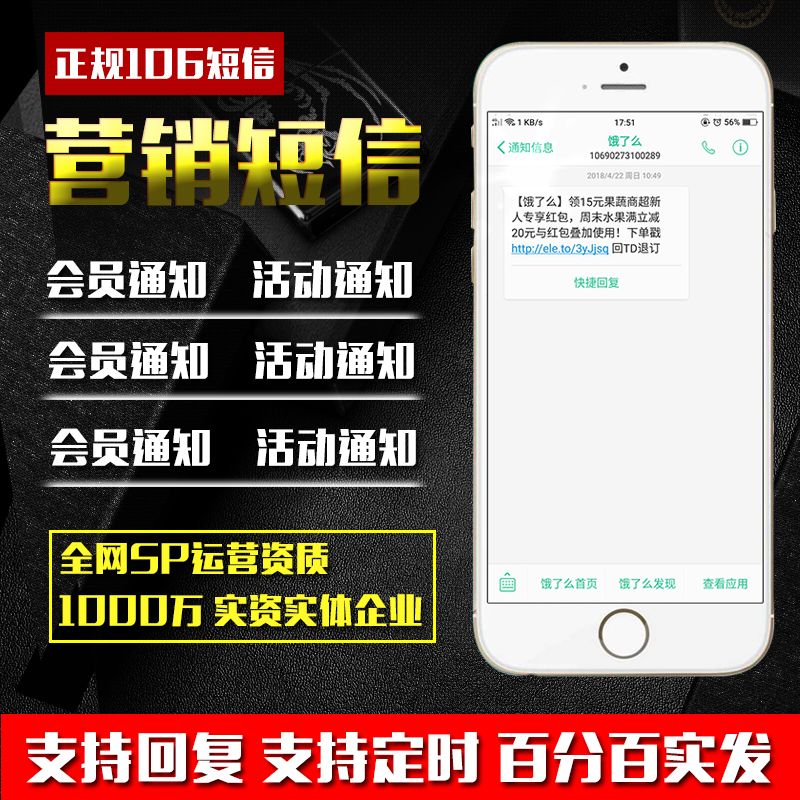 正规106短信
营销短信
会员通知 活动通知
会员通知 活动通知
会员通知 活动通知
全网SP运营资质
1000万 实资实体企业
支持回复 支持定时 百分百实发
1 KB/s 17:51 56%
通知信息 饿了么
10690273100289
2018/4/22 周日 10:49
【饿了么】领15元果蔬商超新
人专享红包，周末水果满立减
20元与红包叠加使用！下单戳
http://ele.to/3yJjsq 回TD退订
快捷回复
饿了么首页 饿了么发现 查看应用